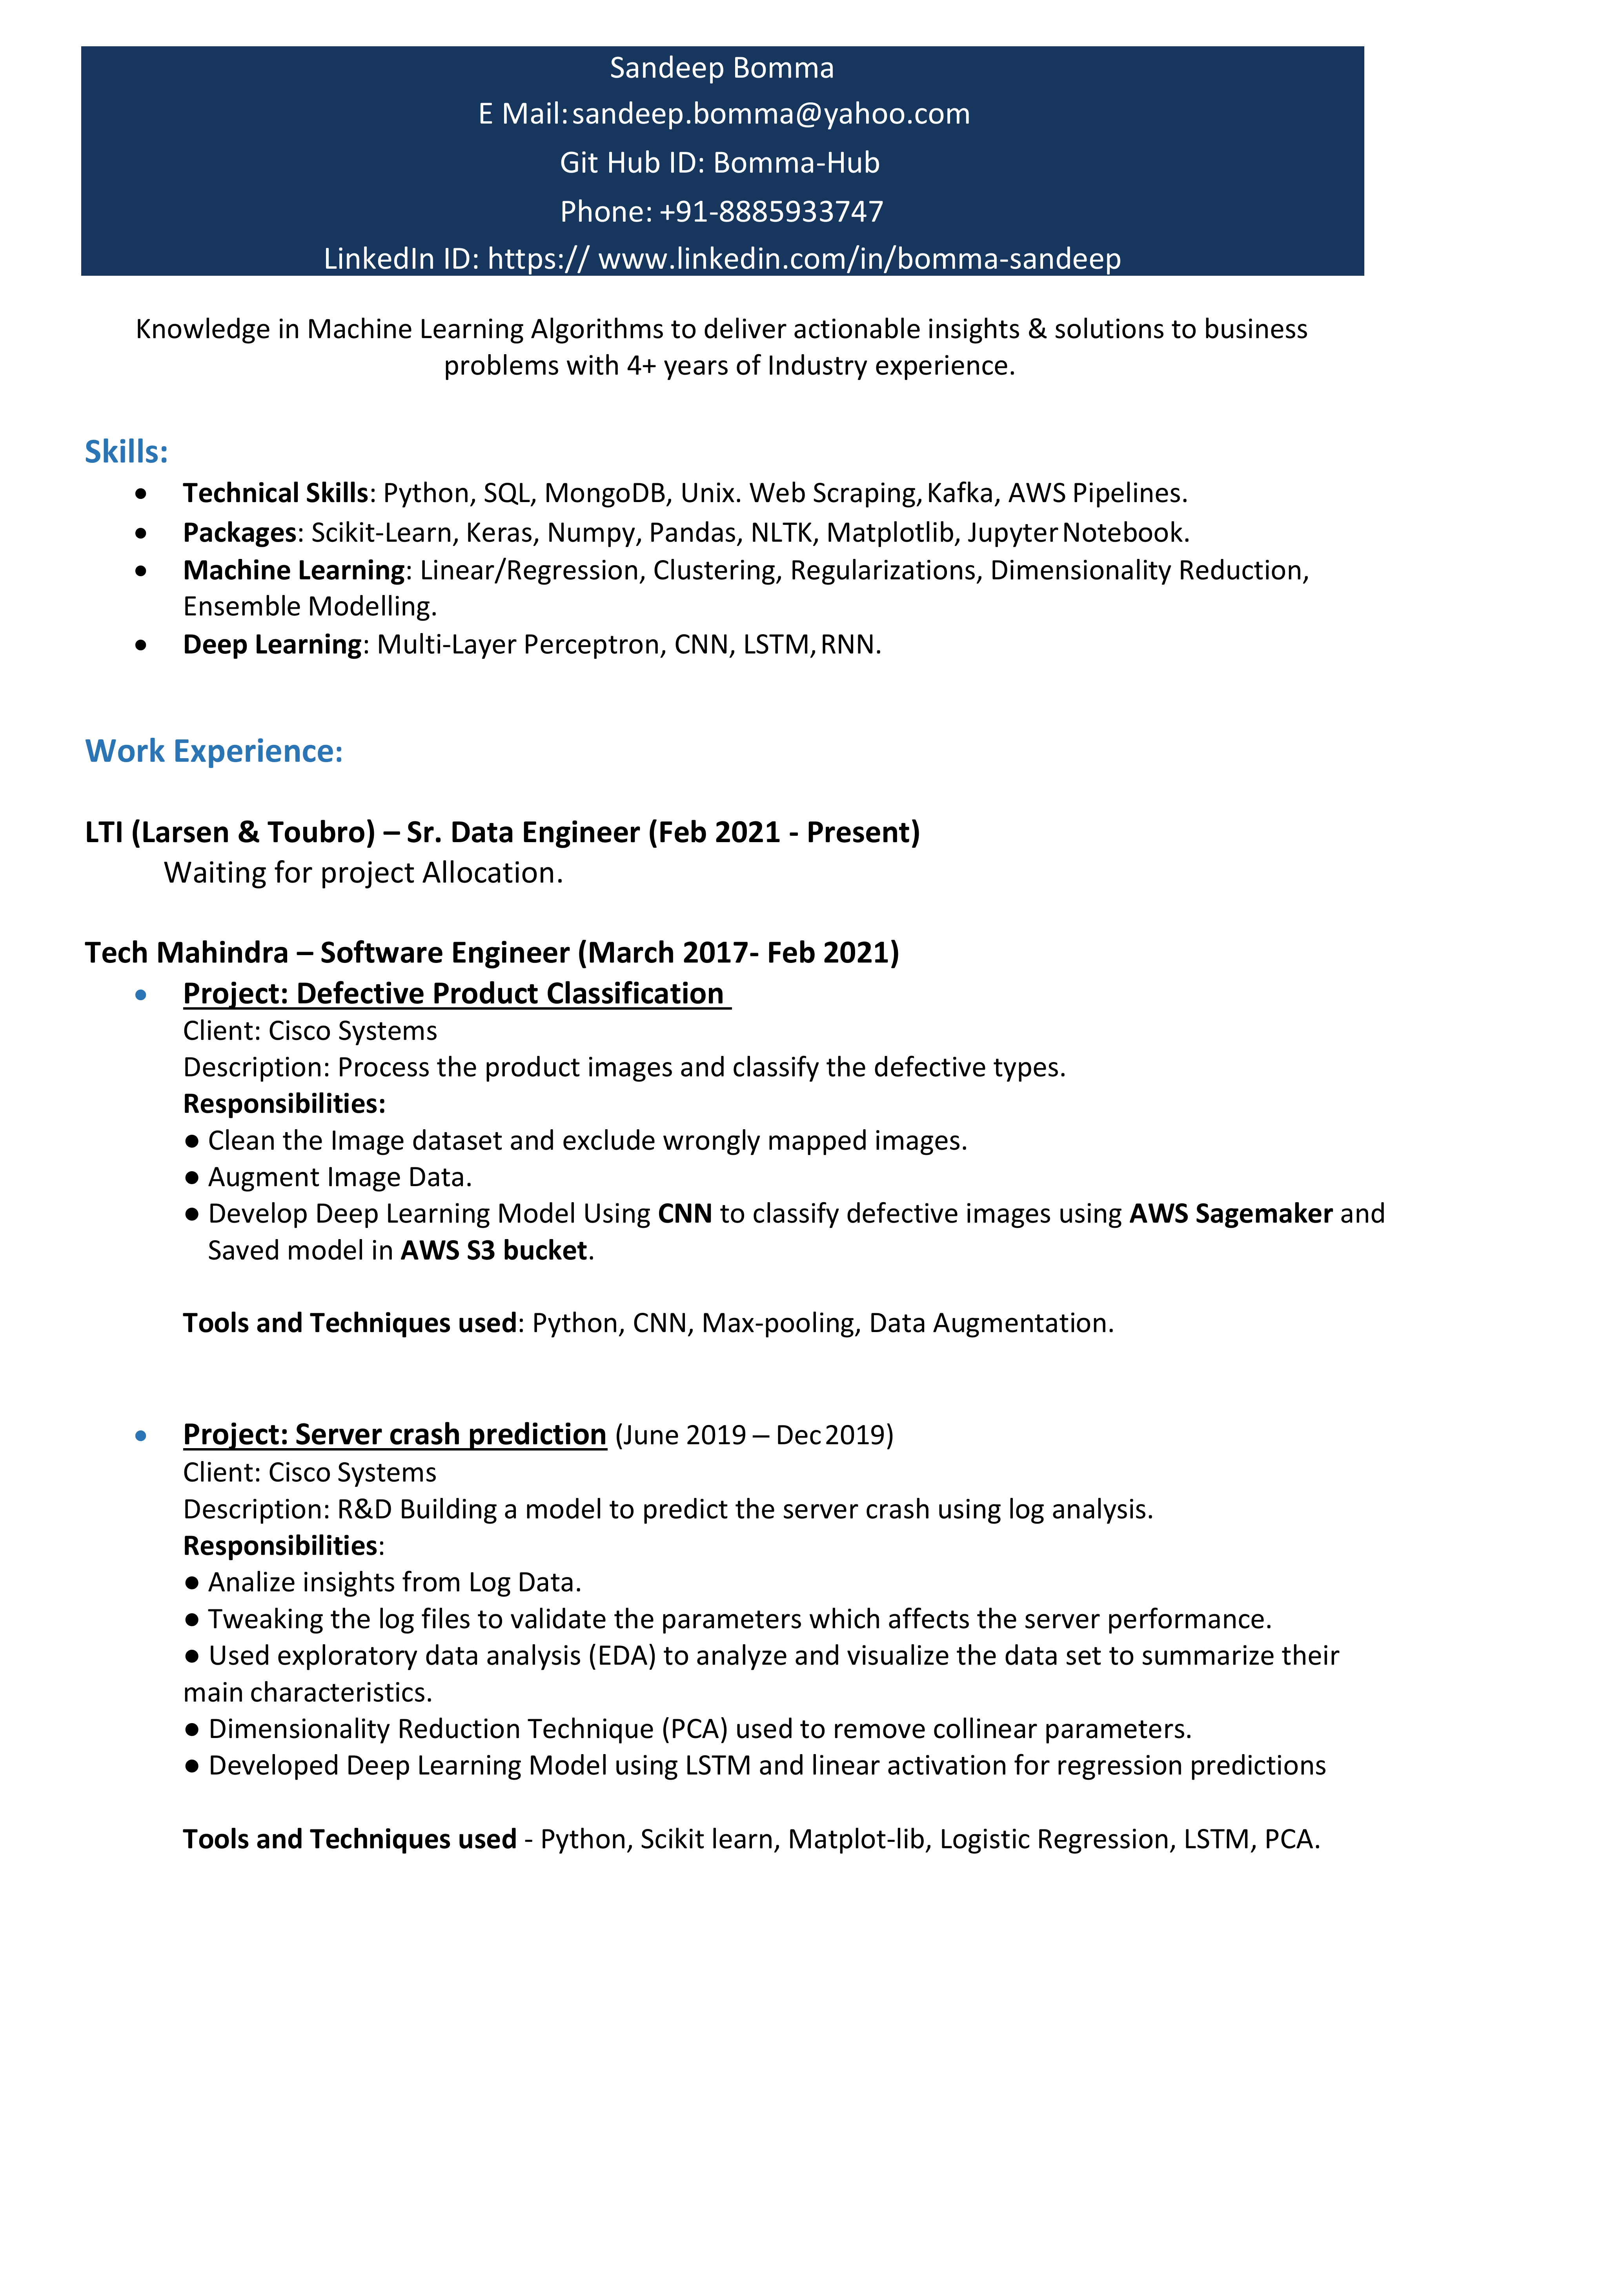 Sandeep Bomma
E Mail: sandeep.bomma@yahoo.com
Git Hub ID: Bomma-Hub
Phone: +91-8885933747
LinkedIn ID: https:// www.linkedin.com/in/bomma-sandeep
Knowledge in Machine Learning Algorithms to deliver actionable insights & solutions to business
problems with 4+ years of Industry experience.
Skills:
• Technical Skills: Python, SQL, MongoDB, Unix. Web Scraping, Kafka, AWS Pipelines.
• Packages: Scikit-Learn, Keras, Numpy, Pandas, NLTK, Matplotlib, Jupyter Notebook.
• Machine Learning: Linear/Regression, Clustering, Regularizations, Dimensionality Reduction,
Ensemble Modelling.
• Deep Learning: Multi-Layer Perceptron, CNN, LSTM, RNN.
Work Experience:
LTI (Larsen & Toubro) – Sr. Data Engineer (Feb 2021 - Present)
Waiting for project Allocation.
Tech Mahindra – Software Engineer (March 2017- Feb 2021)
• Project: Defective Product Classification
Client: Cisco Systems
Description: Process the product images and classify the defective types.
Responsibilities:
● Clean the Image dataset and exclude wrongly mapped images.
● Augment Image Data.
● Develop Deep Learning Model Using CNN to classify defective images using AWS Sagemaker and
Saved model in AWS S3 bucket.
Tools and Techniques used: Python, CNN, Max-pooling, Data Augmentation.
• Project: Server crash prediction (June 2019 – Dec 2019)
Client: Cisco Systems
Description: R&D Building a model to predict the server crash using log analysis.
Responsibilities:
● Analize insights from Log Data.
● Tweaking the log files to validate the parameters which affects the server performance.
● Used exploratory data analysis (EDA) to analyze and visualize the data set to summarize their
main characteristics.
● Dimensionality Reduction Technique (PCA) used to remove collinear parameters.
● Developed Deep Learning Model using LSTM and linear activation for regression predictions
Tools and Techniques used - Python, Scikit learn, Matplot-lib, Logistic Regression, LSTM, PCA.